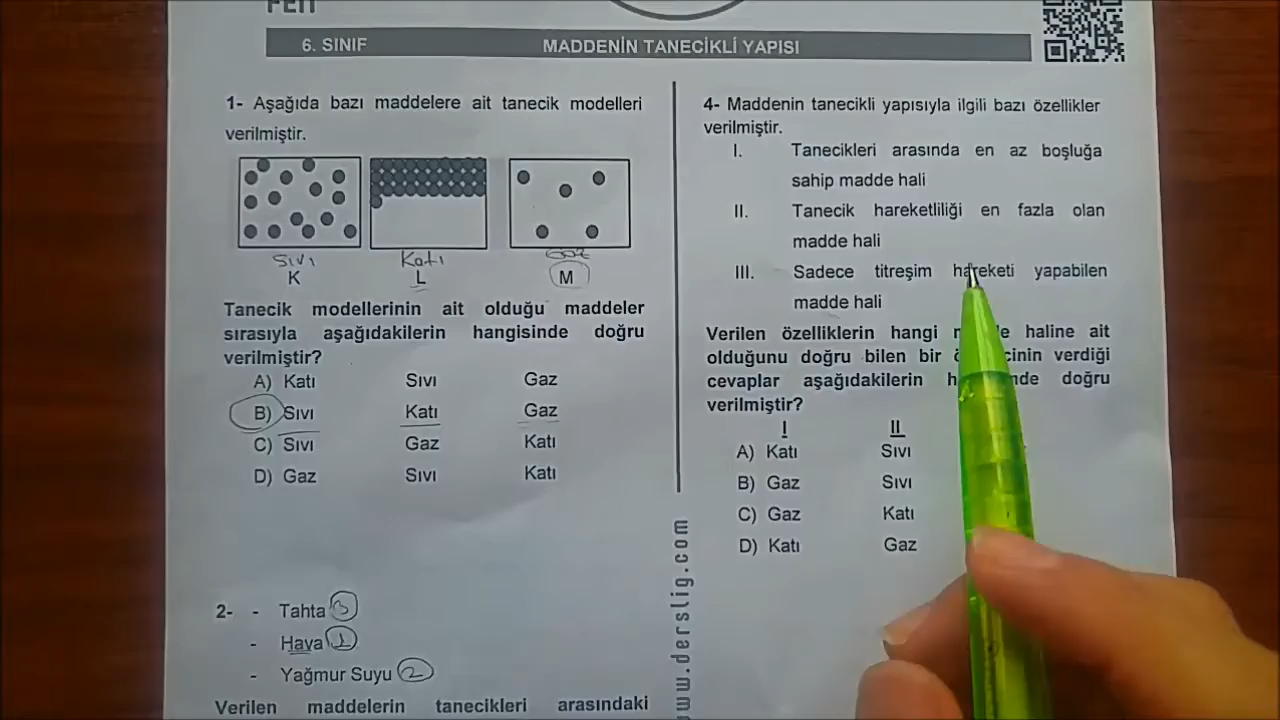 FEN
6. SINIF
MADDENİN TANECİKLİ YAPISI
1- Aşağıda bazı maddelere ait tanecik modelleri
verilmiştir.
Sıvı
Katı
Gaz
K
L
M
Tanecik modellerinin ait olduğu maddeler
sırasıyla aşağıdakilerin hangisinde doğru
verilmiştir?
A) Katı Sıvı Gaz
B) Sıvı Katı Gaz
C) Sıvı Gaz Katı
D) Gaz Sıvı Katı
2- - Tahta 3
- Hava 1
- Yağmur Suyu 2
Verilen maddelerin tanecikleri arasındaki
www.derslig.com
4- Maddenin tanecikli yapısıyla ilgili bazı özellikler
verilmiştir.
I. Tanecikleri arasında en az boşluğa
sahip madde hali
II. Tanecik hareketliliği en fazla olan
madde hali
III. Sadece titreşim hareketi yapabilen
madde hali
Verilen özelliklerin hangi haline ait
olduğunu doğru bilen bir verdiği
cevaplar aşağıdakilerin doğru
verilmiştir?
I II
A) Katı Sıvı
B) Gaz Sıvı
C) Gaz Katı
D) Katı Gaz